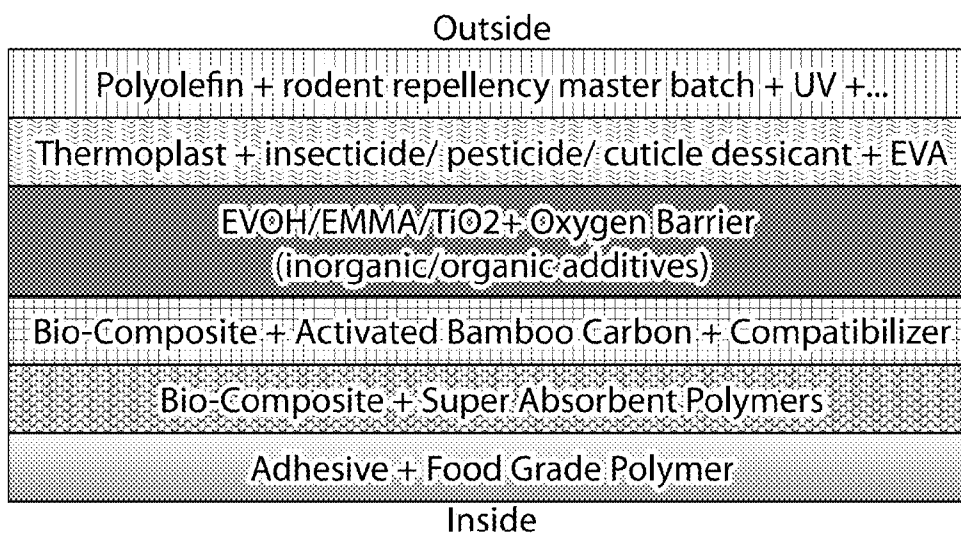 Outside
Polyolefin + rodent repellency master batch + UV +...
Thermoplast + insecticide/ pesticide/ cuticle dessicant + EVA
EVOH/EMMA/TiO2+ Oxygen Barrier
(inorganic/organic additives)
Bio-Composite + Activated Bamboo Carbon + Compatibilizer
Bio-Composite + Super Absorbent Polymers
Adhesive + Food Grade Polymer
Inside